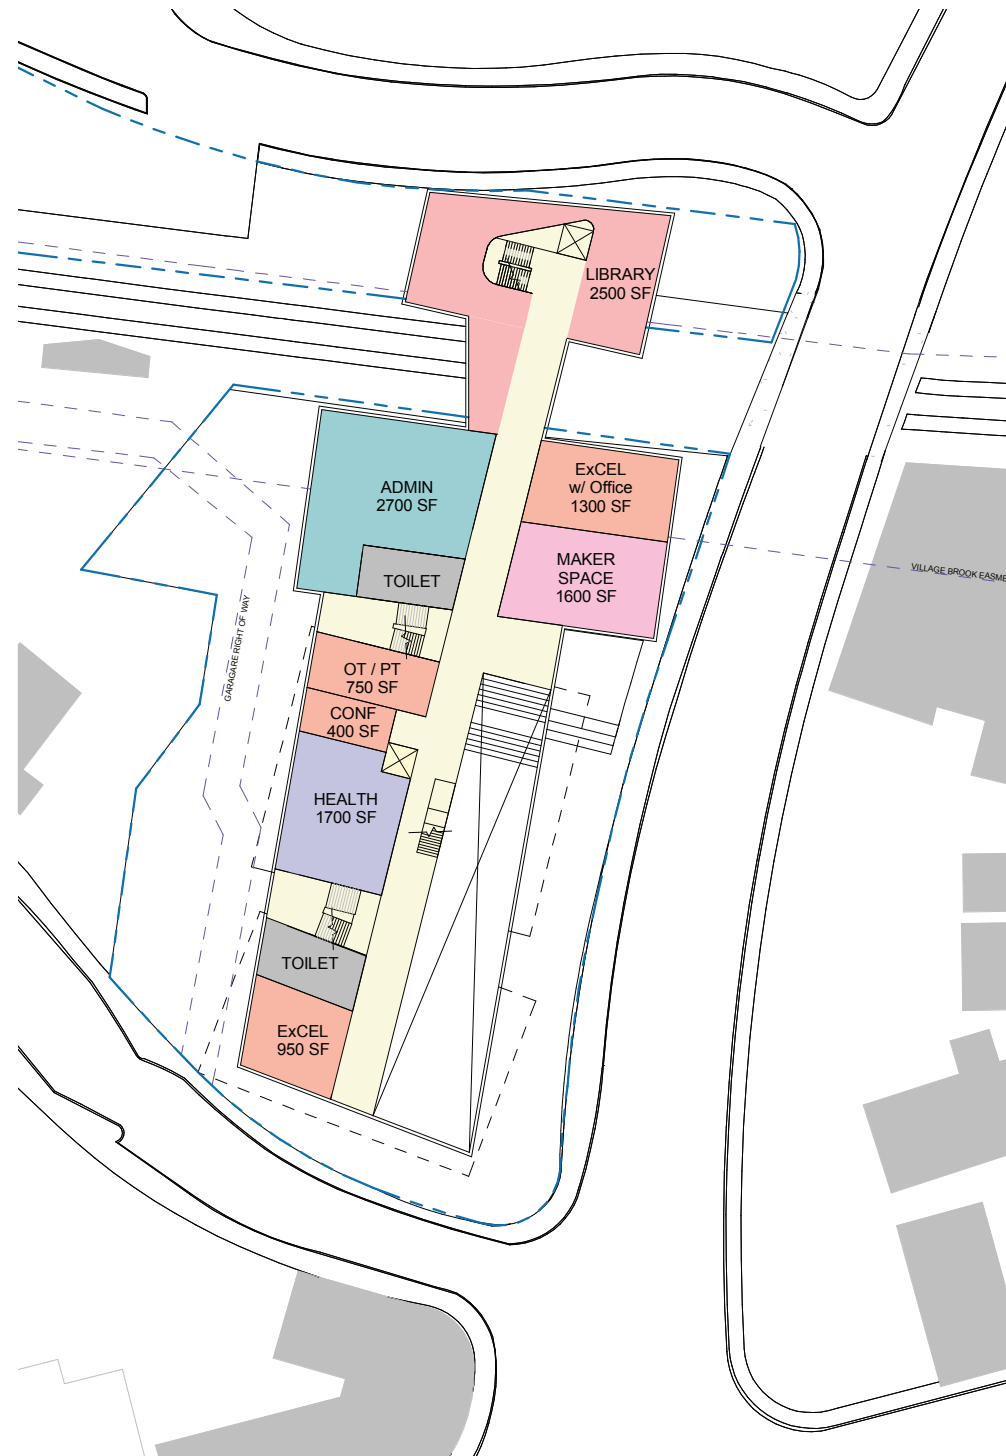 LIBRARY
2500 SF
ADMIN
2700 SF
ExCEL
w/ Office
1300 SF
TOILET
MAKER
SPACE
1600 SF
VILLAGE BROOK EASME
GARAGARE RIGHT OF WAY
OT / PT
750 SF
CONF
400 SF
HEALTH
1700 SF
TOILET
ExCEL
950 SF